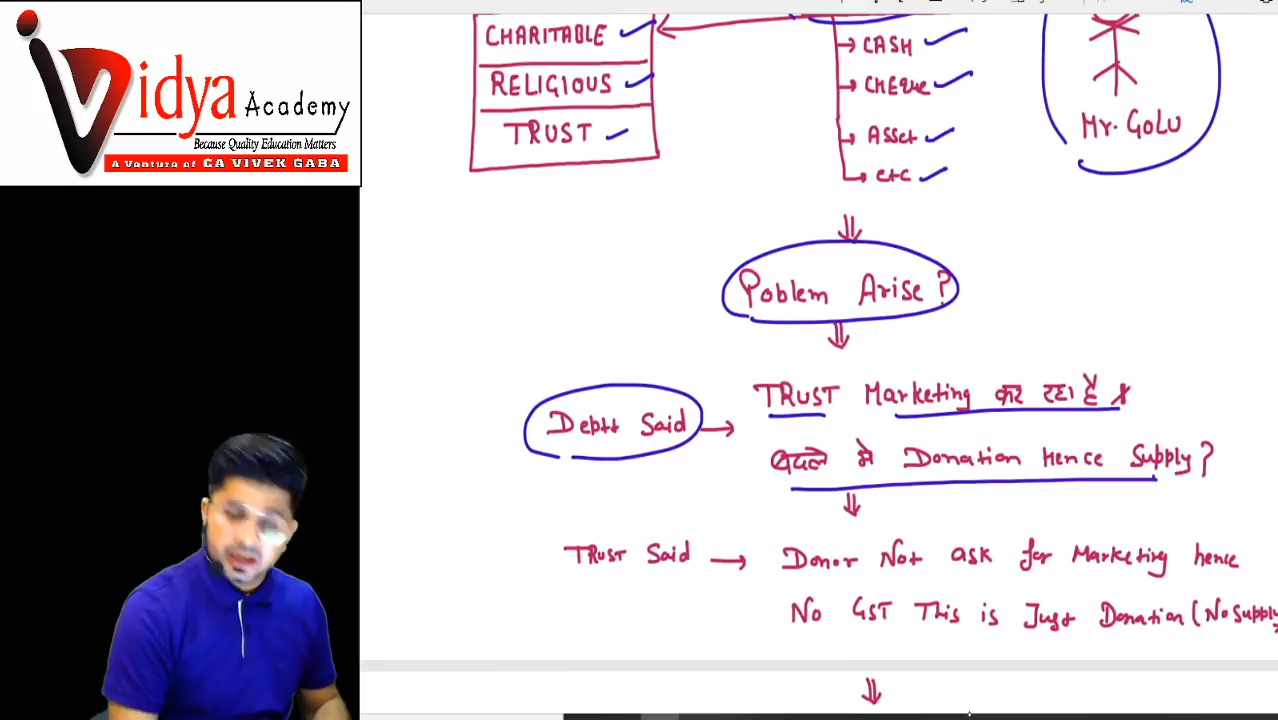 Vidya Academy
Because Quality Education Matters
A Ventura of CA VIVEK GABA
CHARITABLE
RELIGIOUS
TRUST
CASH
CHEQUE
Asset
etc
Mr. GOLU
Poblem Arise?
Deptt Said
TRUST Marketing कर रहा है
बदले मे Donation Hence Supply?
TRUST Said
Donor Not ask for Marketing hence
No GST This is Just Donation (No supply